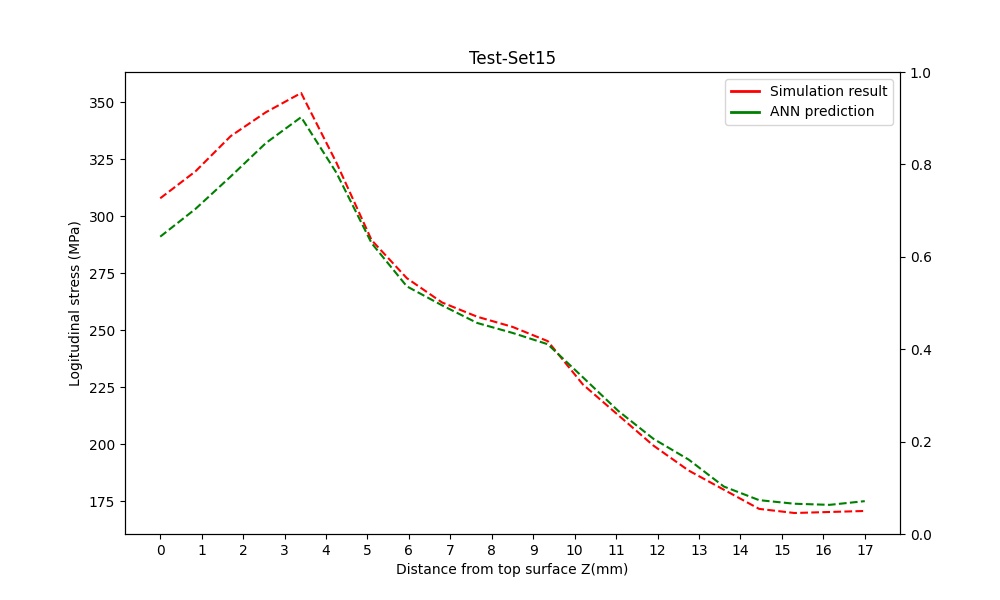 Test-Set15
Simulation result
ANN prediction
Logitudinal stress (MPa)
350
325
300
275
250
225
200
175
1.0
0.8
0.6
0.4
0.2
0.0
0 1 2 3 4 5 6 7 8 9 10 11 12 13 14 15 16 17
Distance from top surface Z(mm)